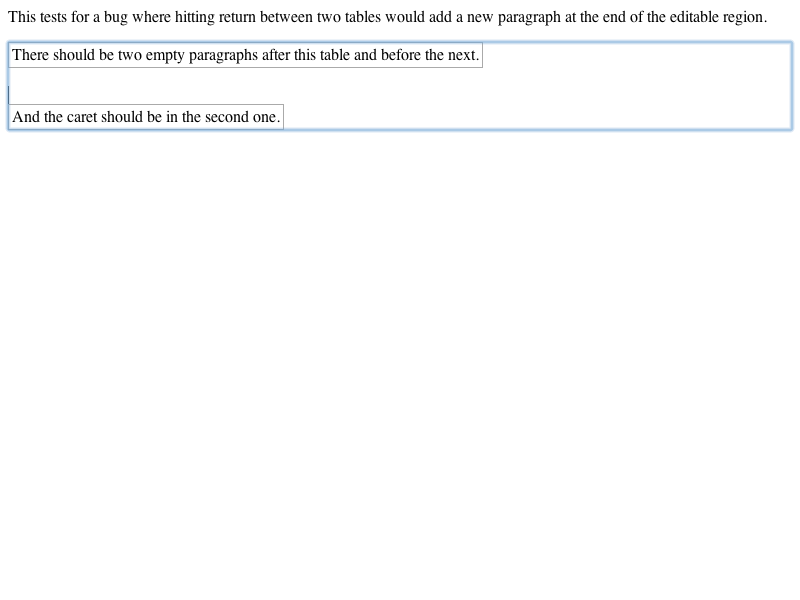 This tests for a bug where hitting return between two tables would add a new paragraph at the end of the editable region.
There should be two empty paragraphs after this table and before the next.
And the caret should be in the second one.